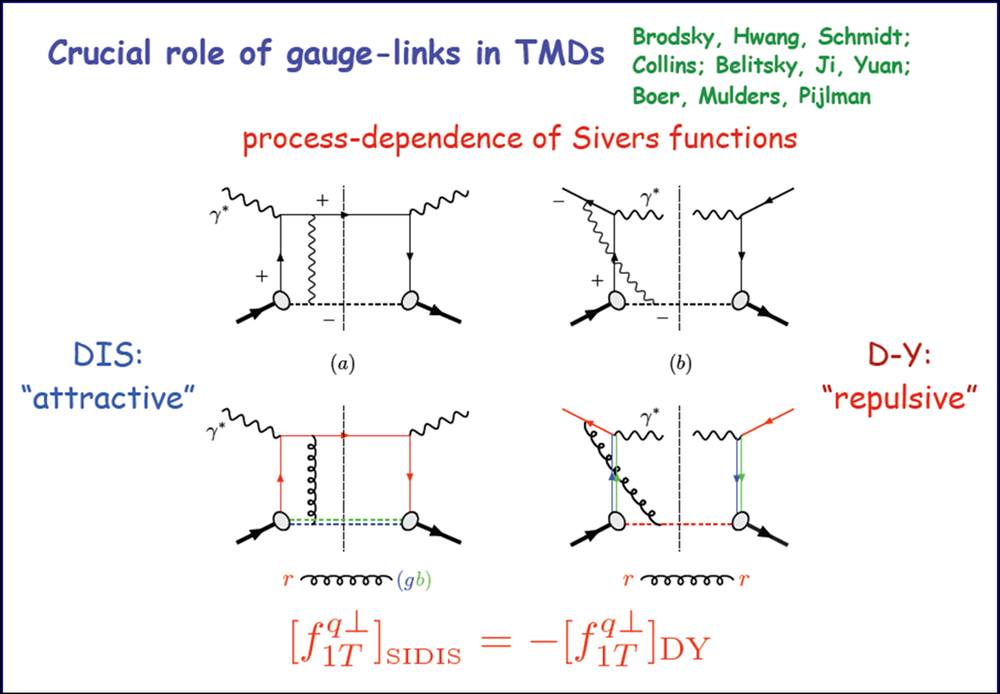 Crucial role of gauge-links in TMDs
Brodsky, Hwang, Schmidt;
Collins; Belitsky, Ji, Yuan;
Boer, Mulders, Pijlman
process-dependence of Sivers functions
γ* +
+
−
(a)
− γ*
+
−
(b)
DIS:
“attractive”
D-Y:
“repulsive”
γ*
γ*
r (gb)
r r
[f_{1T}^{q⊥}]_{SIDIS} = −[f_{1T}^{q⊥}]_{DY}